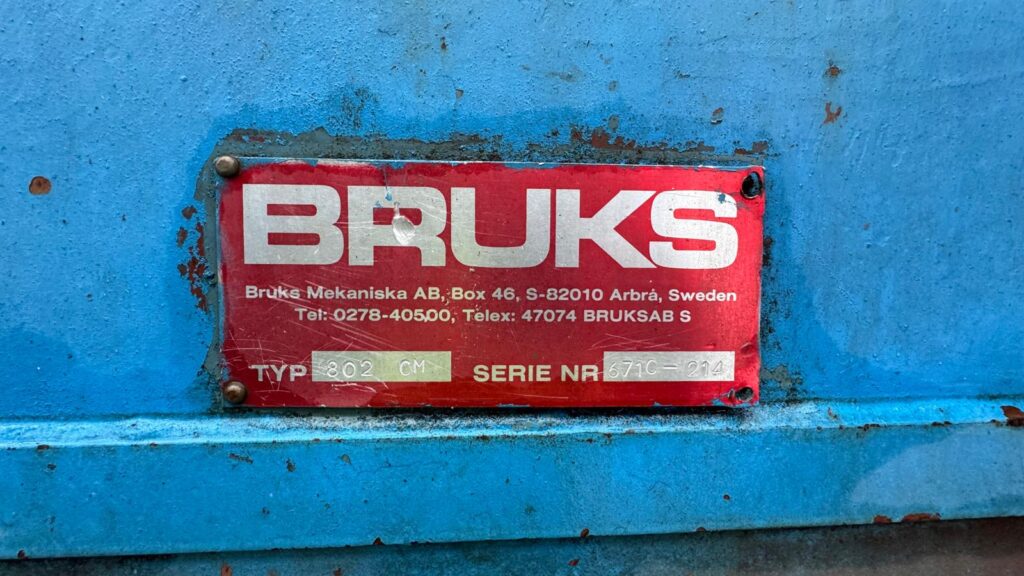 BRUKS
Bruks Mekaniska AB, Box 46, S-82010 Arbrå, Sweden
Tel: 0278-40500, Telex: 47074 BRUKSAB S
TYP 802 CM SERIE NR 671C-214